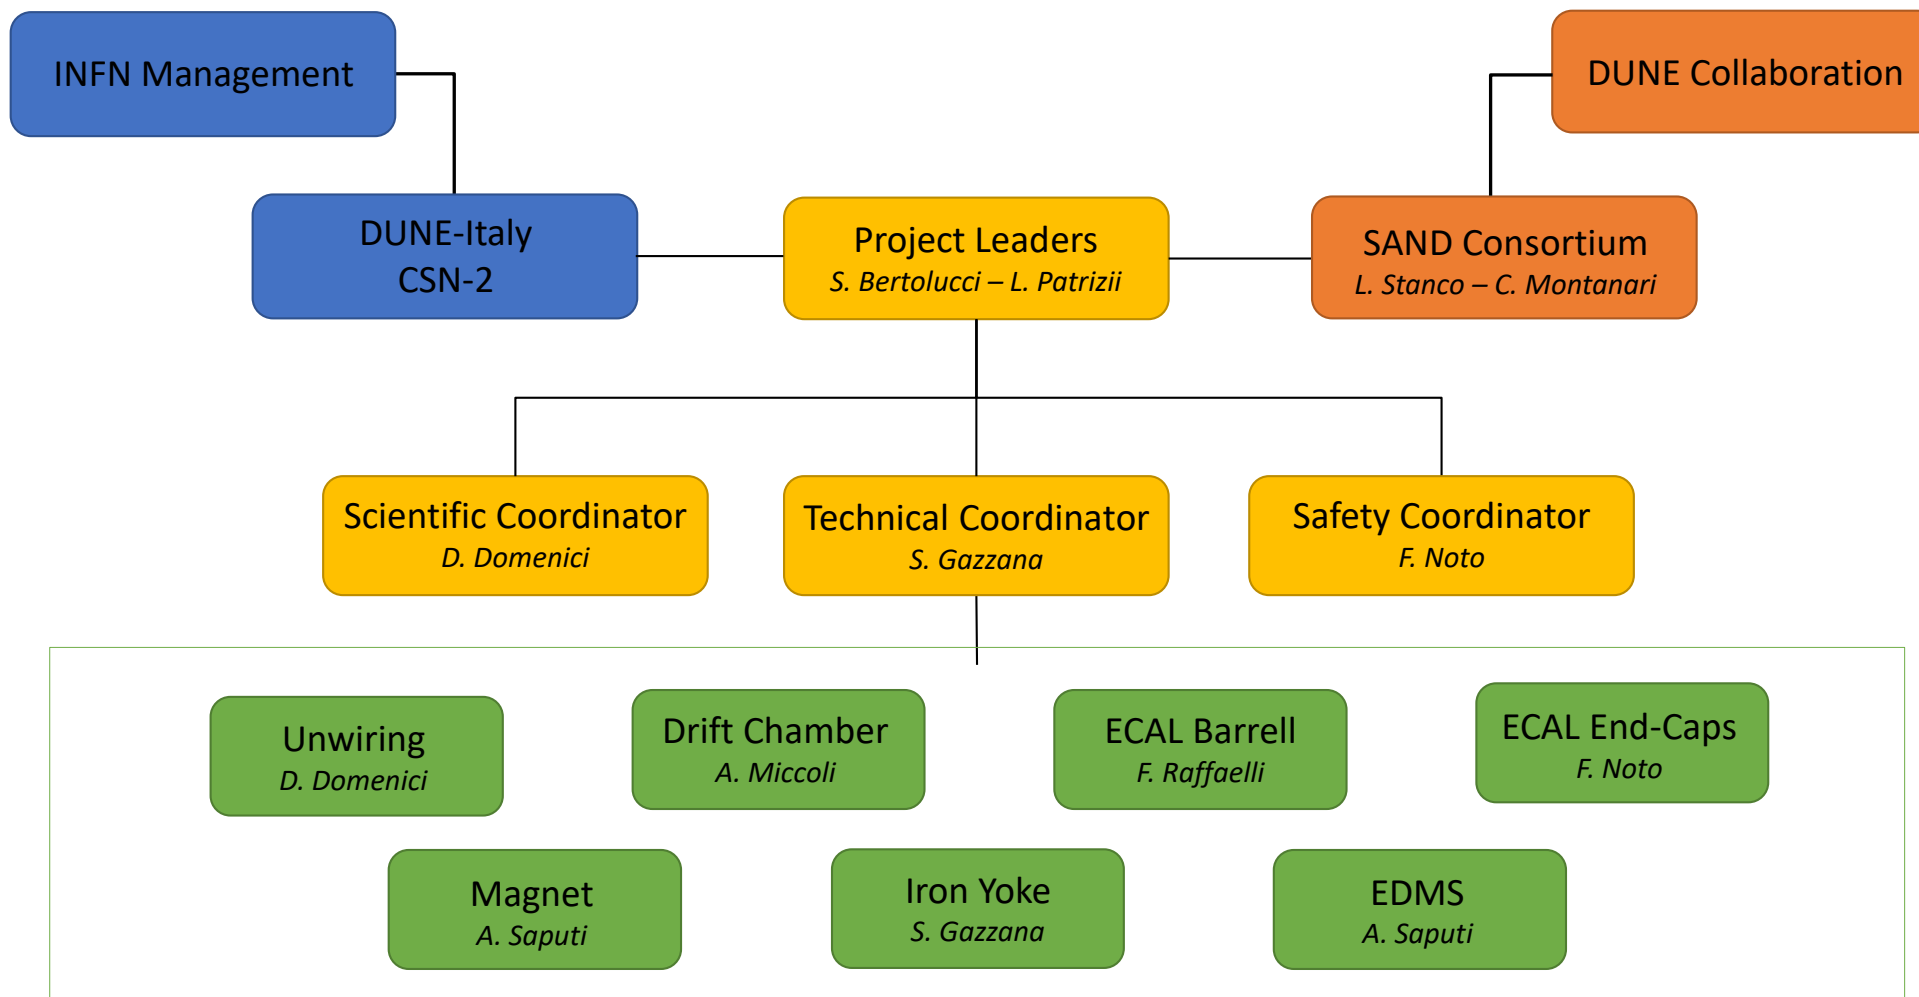 INFN Management
DUNE Collaboration
DUNE-Italy
CSN-2
Project Leaders
S. Bertolucci – L. Patrizii
SAND Consortium
L. Stanco – C. Montanari
Scientific Coordinator
D. Domenici
Technical Coordinator
S. Gazzana
Safety Coordinator
F. Noto
Unwiring
D. Domenici
Drift Chamber
A. Miccoli
ECAL Barrell
F. Raffaelli
ECAL End-Caps
F. Noto
Magnet
A. Saputi
Iron Yoke
S. Gazzana
EDMS
A. Saputi